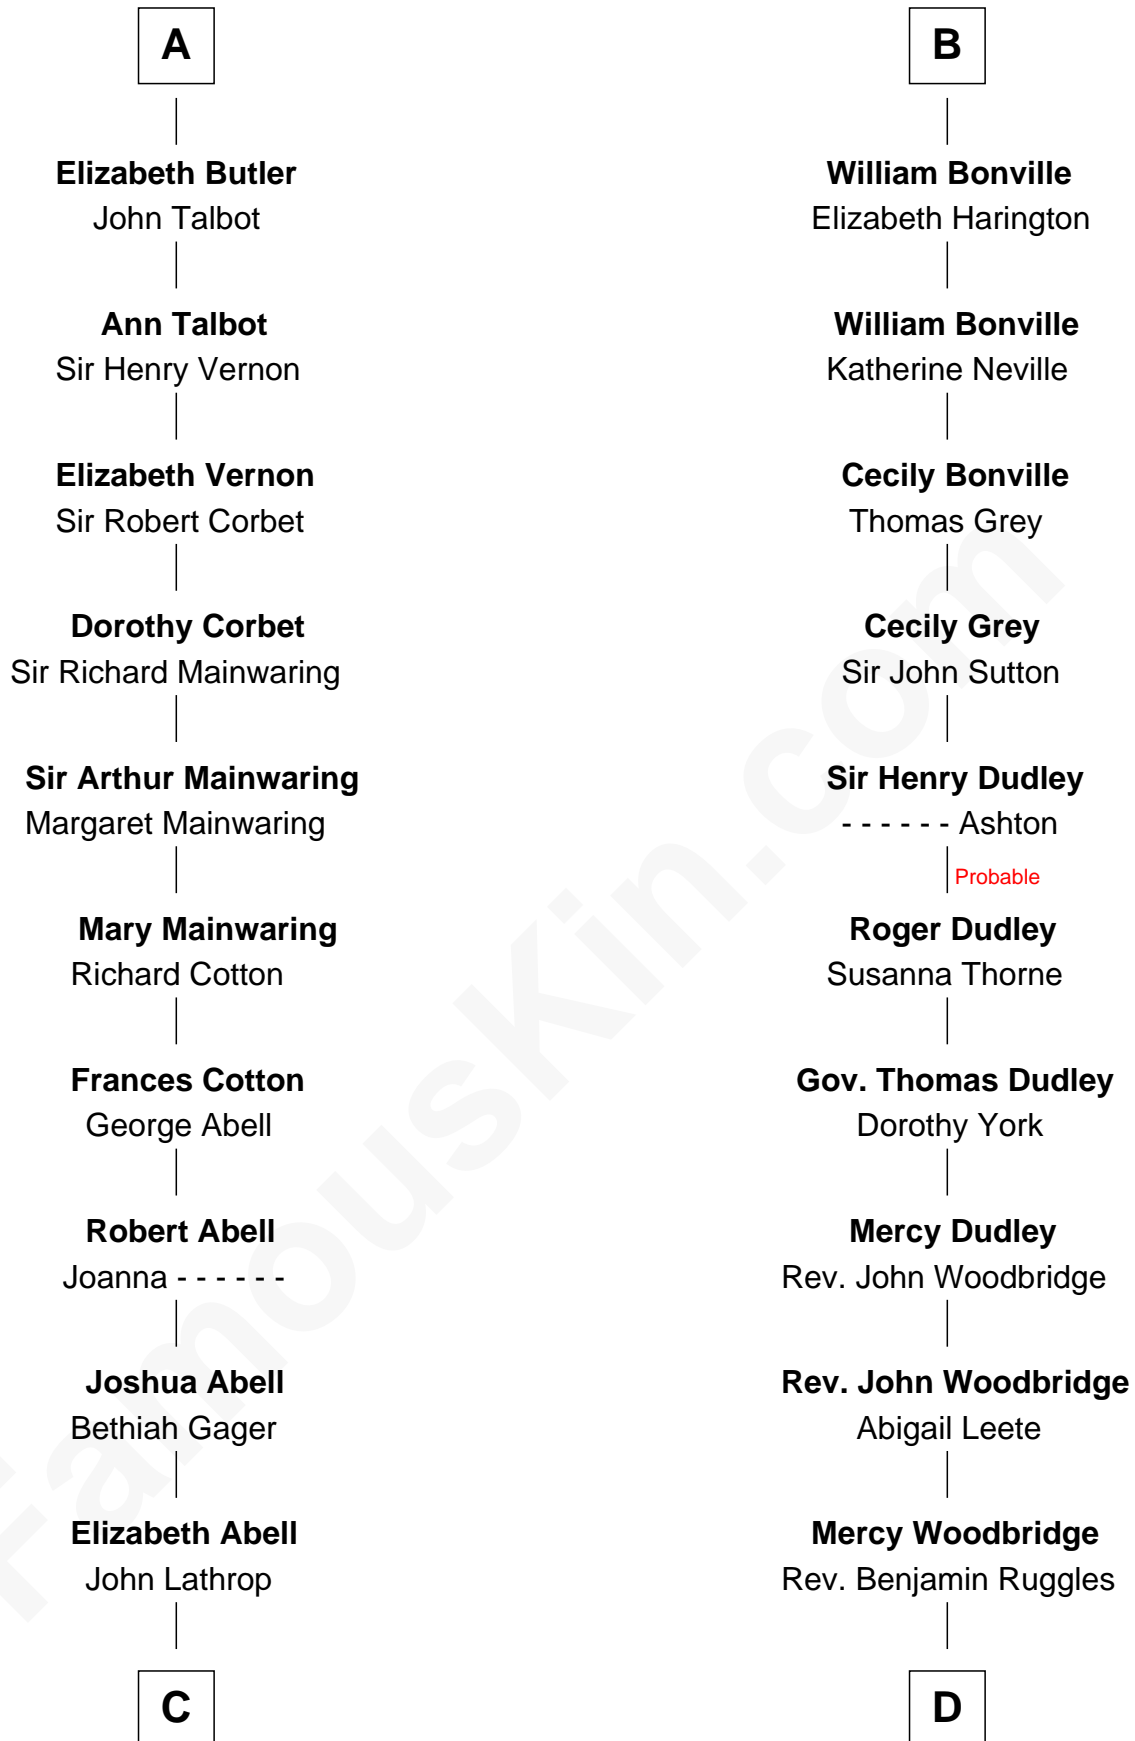 A
Elizabeth Butler
John Talbot
Ann Talbot
Sir Henry Vernon
Elizabeth Vernon
Sir Robert Corbet
Dorothy Corbet
Sir Richard Mainwaring
Sir Arthur Mainwaring
Margaret Mainwaring
Mary Mainwaring
Richard Cotton
Frances Cotton
George Abell
Robert Abell
Joanna - - - - - -
Joshua Abell
Bethiah Gager
Elizabeth Abell
John Lathrop
C
B
William Bonville
Elizabeth Harington
William Bonville
Katherine Neville
Cecily Bonville
Thomas Grey
Cecily Grey
Sir John Sutton
Sir Henry Dudley
- - - - - - Ashton
Probable
Roger Dudley
Susanna Thorne
Gov. Thomas Dudley
Dorothy York
Mercy Dudley
Rev. John Woodbridge
Rev. John Woodbridge
Abigail Leete
Mercy Woodbridge
Rev. Benjamin Ruggles
D
FamousKin.com